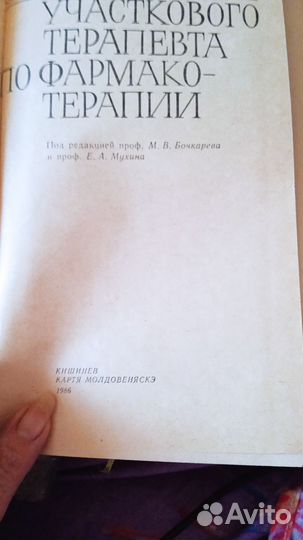 УЧАСТКОВОГО
ТЕРАПЕВТА
ПО ФАРМАКО-
ТЕРАПИИ
Под редакцией проф. М. В. Бочкарева
и проф. Е. А. Мухина
КИШИНЕВ
КАРТЯ МОЛДОВЕНЯСКЭ
1986
Avito